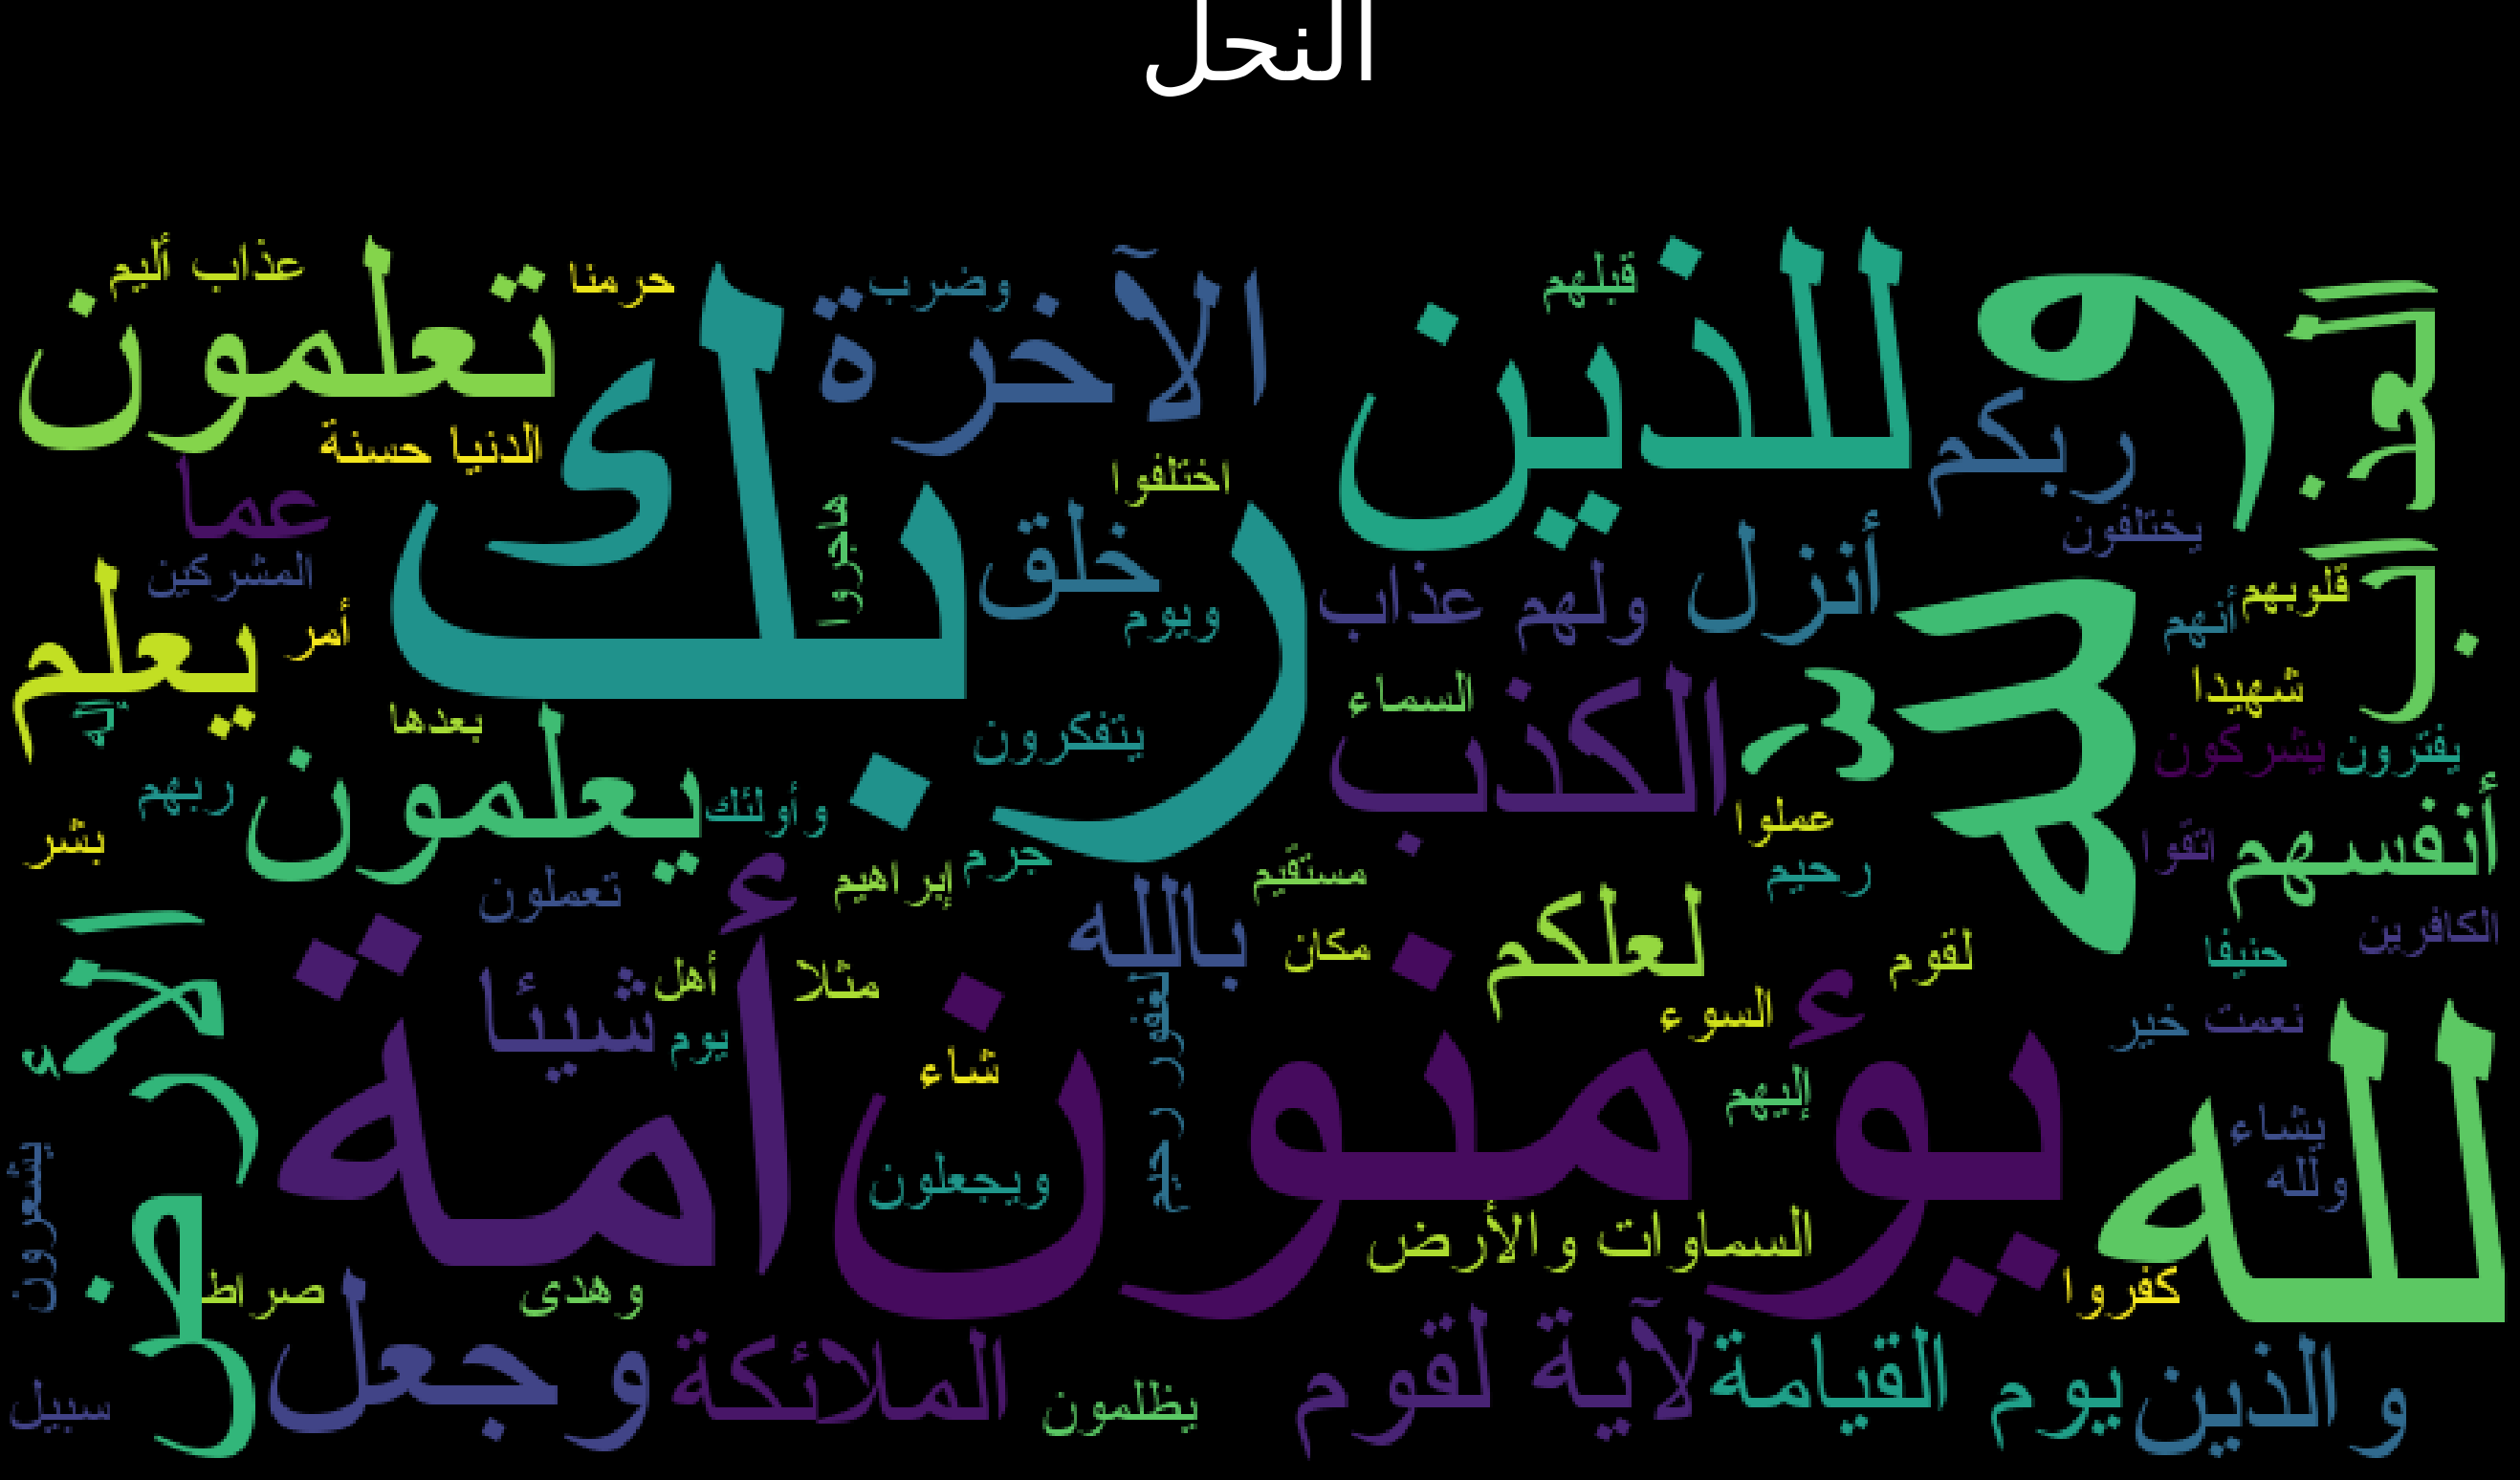 النحل
عذاب أليم
حرمنا
تعلمون
وضرب
الآخرة
قبلهم
للذين
العذاب
ربك
ربكم
الدنيا حسنة
اختلفوا
عما
هاجروا
خلق
أنزل
يختلفون
المشركين
ولهم عذاب
قلوبهم
أنهم
ويوم
أمر
يعلم
السماء
شهيدا
إله
بعدها
يتفكرون
الكذب
يشركون
يفترون
ربهم
يعلمون
وأولئك
عملوا
بشر
جرم
إبراهيم
مستقيم
رحيم
اتقوا
أنفسهم
تعملون
بالله
مكان
لعلكم
لقوم
حنيفا
الكافرين
الأرض
شيئا
أهل
مثلا
يوم
أمة
شاء
لغفور رحيم
السوء
يؤمنون
إليهم
خير
نعمت
لله
يشاء
ولله
ويجعلون
يشعرون
السماوات والأرض
كفروا
صراط
وهدى
وجعل
الملائكة
يظلمون
لآية لقوم
يوم القيامة
والذين
سبيل